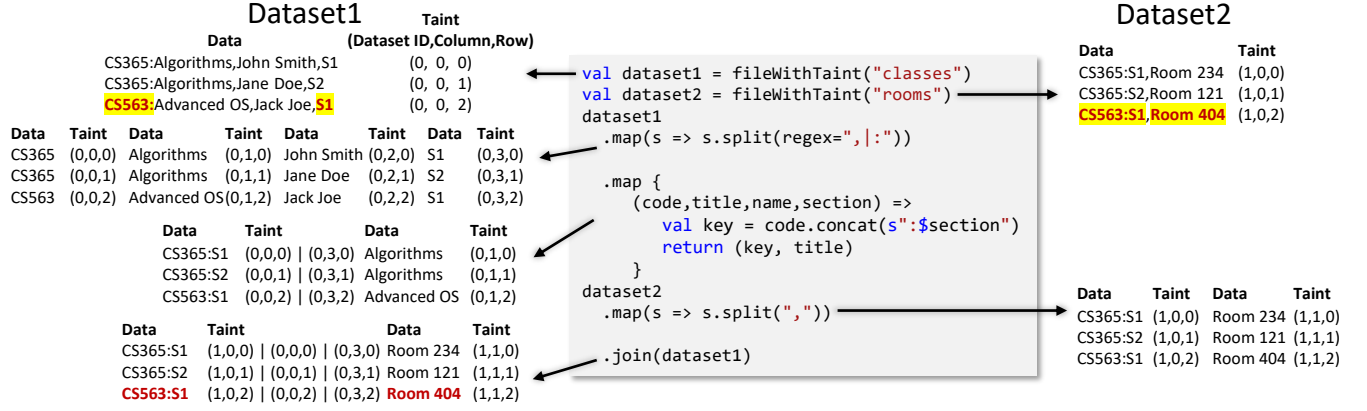 Dataset1
Data Taint (Dataset ID,Column,Row)
CS365:Algorithms,John Smith,S1 (0, 0, 0)
CS365:Algorithms,Jane Doe,S2 (0, 0, 1)
CS563:Advanced OS,Jack Joe,S1 (0, 0, 2)
Data Taint Data Taint Data Taint Data Taint
CS365 (0,0,0) Algorithms (0,1,0) John Smith (0,2,0) S1 (0,3,0)
CS365 (0,0,1) Algorithms (0,1,1) Jane Doe (0,2,1) S2 (0,3,1)
CS563 (0,0,2) Advanced OS(0,1,2) Jack Joe (0,2,2) S1 (0,3,2)
Data Taint Data Taint
CS365:S1 (0,0,0) | (0,3,0) Algorithms (0,1,0)
CS365:S2 (0,0,1) | (0,3,1) Algorithms (0,1,1)
CS563:S1 (0,0,2) | (0,3,2) Advanced OS (0,1,2)
Data Taint Data Taint
CS365:S1 (1,0,0) | (0,0,0) | (0,3,0) Room 234 (1,1,0)
CS365:S2 (1,0,1) | (0,0,1) | (0,3,1) Room 121 (1,1,1)
CS563:S1 (1,0,2) | (0,0,2) | (0,3,2) Room 404 (1,1,2)
val dataset1 = fileWithTaint("classes")
val dataset2 = fileWithTaint("rooms")
dataset1
.map(s => s.split(regex=",|:"))
.map {
(code,title,name,section) =>
val key = code.concat(s":$section")
return (key, title)
}
dataset2
.map(s => s.split(","))
.join(dataset1)
Dataset2
Data Taint
CS365:S1,Room 234 (1,0,0)
CS365:S2,Room 121 (1,0,1)
CS563:S1,Room 404 (1,0,2)
Data Taint Data Taint
CS365:S1 (1,0,0) Room 234 (1,1,0)
CS365:S2 (1,0,1) Room 121 (1,1,1)
CS563:S1 (1,0,2) Room 404 (1,1,2)